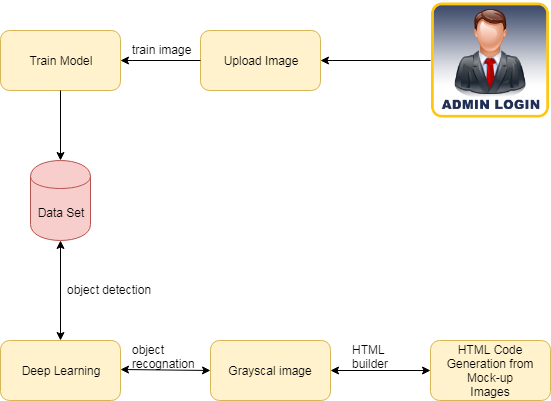 ADMIN LOGIN
Train Model
train image
Upload Image
Data Set
object detection
Deep Learning
object
recognation
Grayscal image
HTML
builder
HTML Code
Generation from
Mock-up
Images